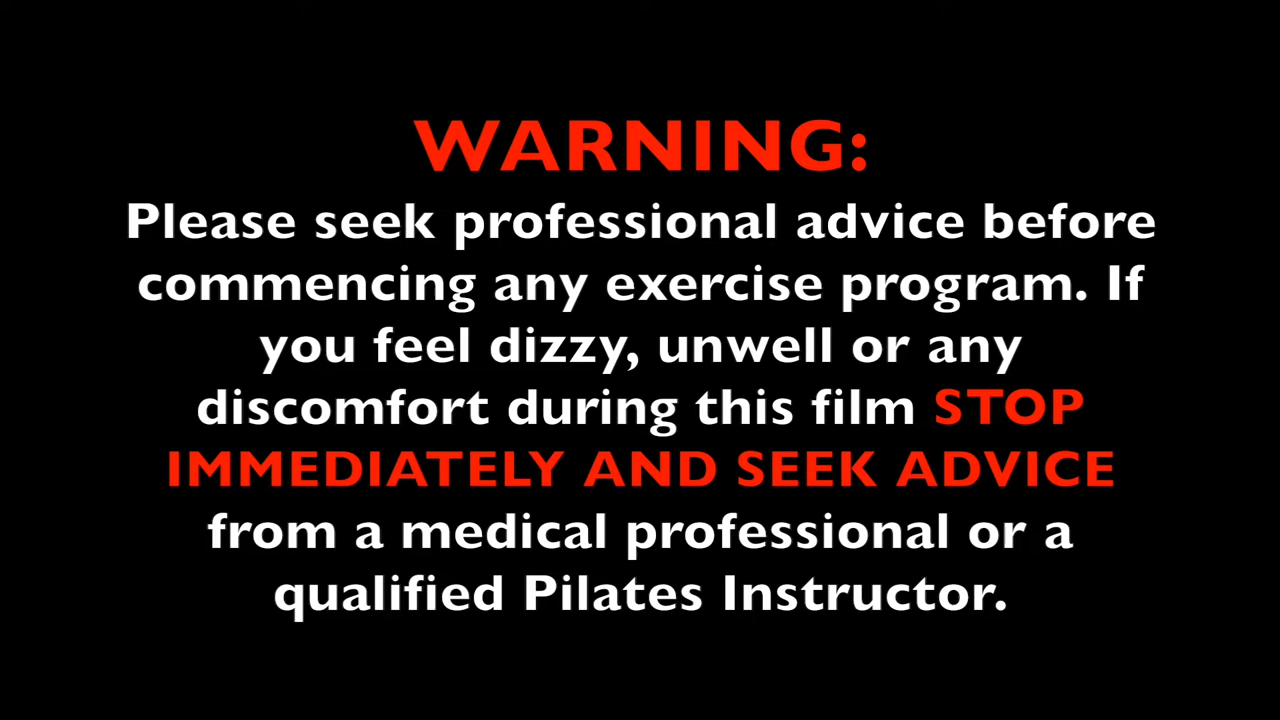 WARNING:
Please seek professional advice before
commencing any exercise program. If
you feel dizzy, unwell or any
discomfort during this film STOP
IMMEDIATELY AND SEEK ADVICE
from a medical professional or a
qualified Pilates Instructor.